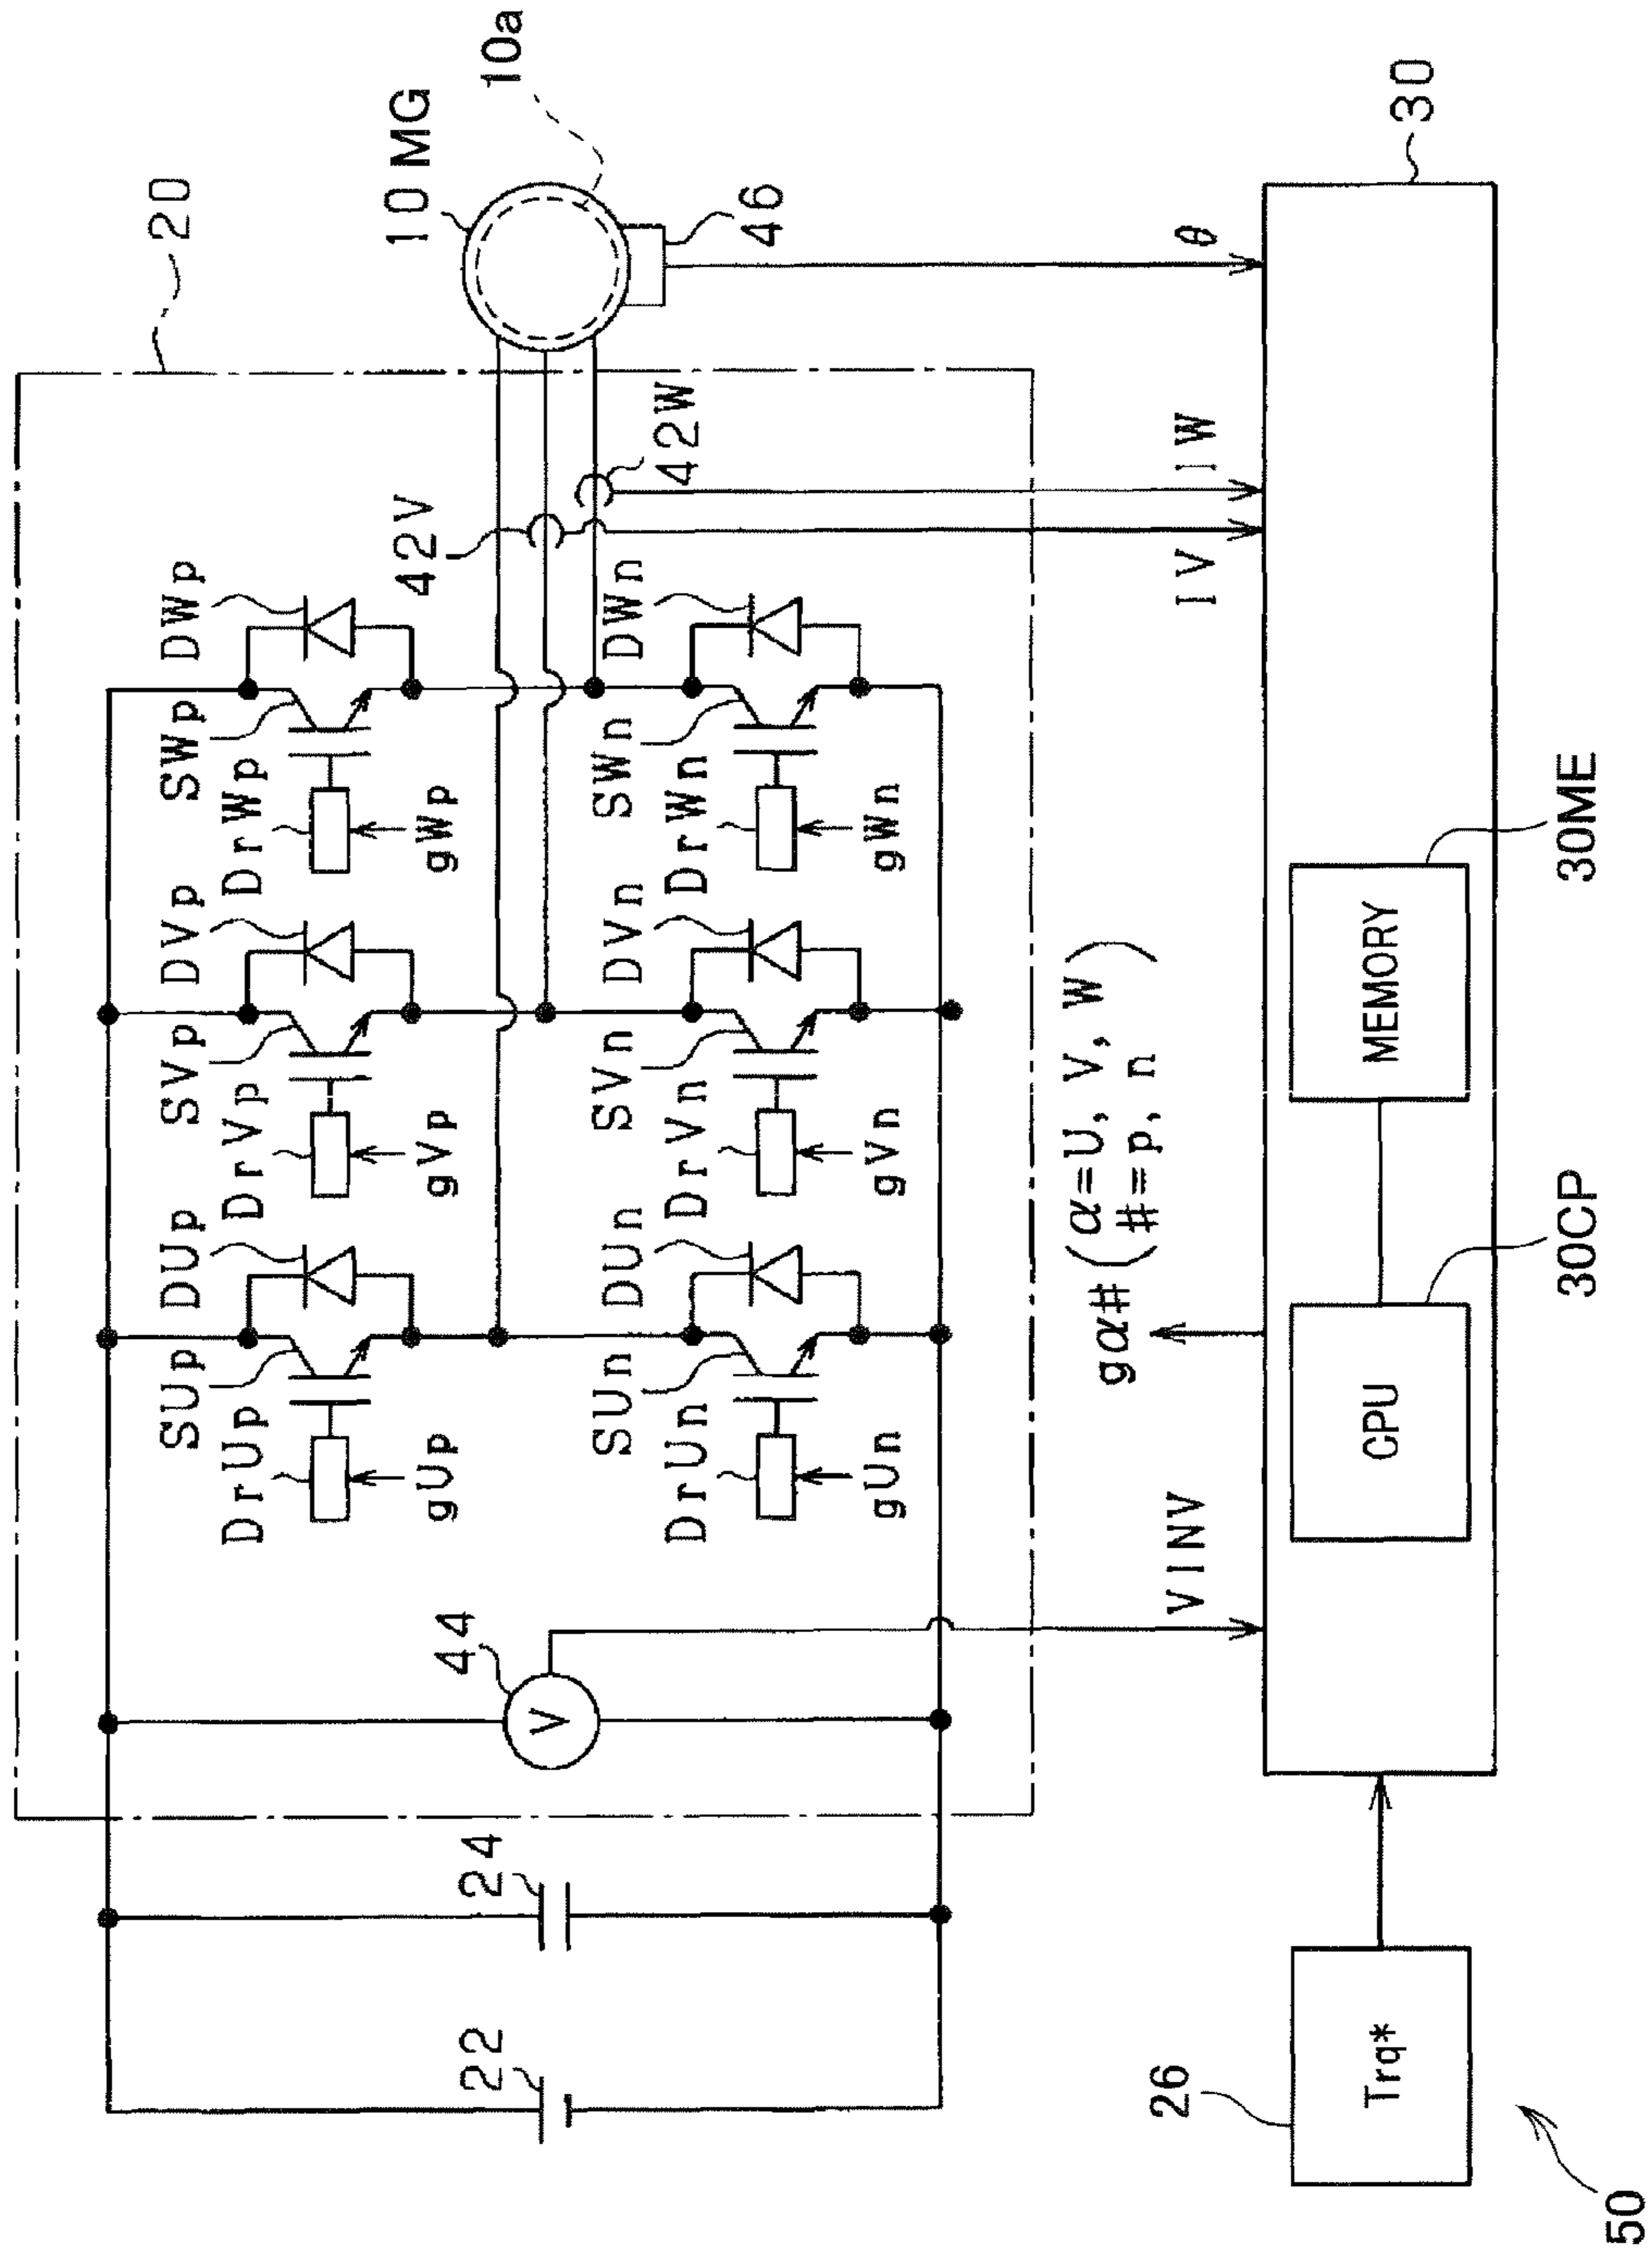 20
10 MG
10a
46
22
24
44
SUp
DUp
SVp
DVp
SWp
DWp
DrUp
DrVp
DrWp
gUp
gVp
gWp
42V
42W
V
SUn
DUn
SVn
DVn
SWn
DWn
DrUn
DrVn
DrWn
gUn
gVn
gWn
VINV
gα# (α=U, V, W
#=p, n)
IV
IW
θ
26
Trq*
CPU
MEMORY
30
30CP
30ME
50